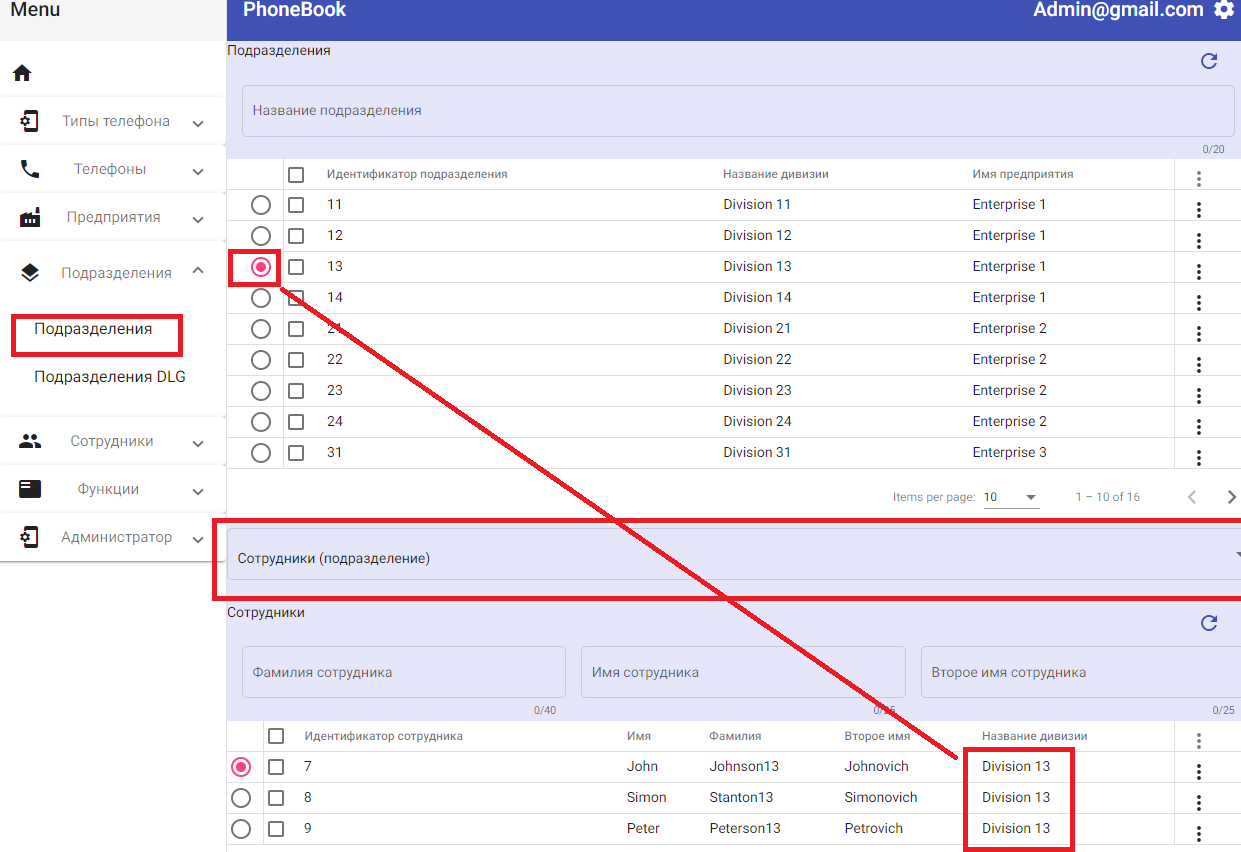 Menu
PhoneBook
Admin@gmail.com
Типы телефона
Телефоны
Предприятия
Подразделения
Подразделения
Подразделения DLG
Сотрудники
Функции
Администратор
Подразделения
Название подразделения
0/20
Идентификатор подразделения Название дивизии Имя предприятия
11 Division 11 Enterprise 1
12 Division 12 Enterprise 1
13 Division 13 Enterprise 1
14 Division 14 Enterprise 1
21 Division 21 Enterprise 2
22 Division 22 Enterprise 2
23 Division 23 Enterprise 2
24 Division 24 Enterprise 2
31 Division 31 Enterprise 3
Items per page: 10 1 – 10 of 16
Сотрудники (подразделение)
Сотрудники
Фамилия сотрудника Имя сотрудника Второе имя сотрудника
0/40 0/25 0/25
Идентификатор сотрудника Имя Фамилия Второе имя Название дивизии
7 John Johnson13 Johnovich Division 13
8 Simon Stanton13 Simonovich Division 13
9 Peter Peterson13 Petrovich Division 13